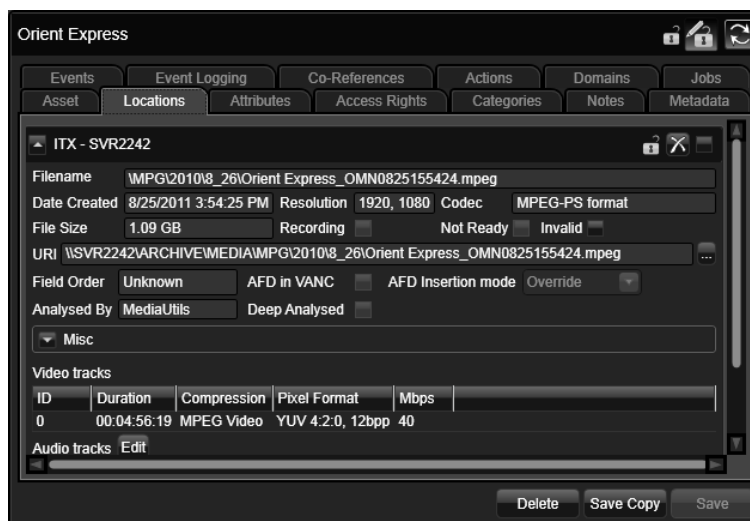 Orient Express
Events Event Logging Co-References Actions Domains Jobs
Asset Locations Attributes Access Rights Categories Notes Metadata
ITX - SVR2242
Filename \MPG\2010\8_26\Orient Express_OMN0825155424.mpeg
Date Created 8/25/2011 3:54:25 PM Resolution 1920, 1080 Codec MPEG-PS format
File Size 1.09 GB Recording Not Ready Invalid
URI \\SVR2242\ARCHIVE\MEDIA\MPG\2010\8_26\Orient Express_OMN0825155424.mpeg ...
Field Order Unknown AFD in VANC AFD Insertion mode Override
Analysed By MediaUtils Deep Analysed
Misc
Video tracks
ID Duration Compression Pixel Format Mbps
0 00:04:56:19 MPEG Video YUV 4:2:0, 12bpp 40
Audio tracks Edit
Delete Save Copy Save